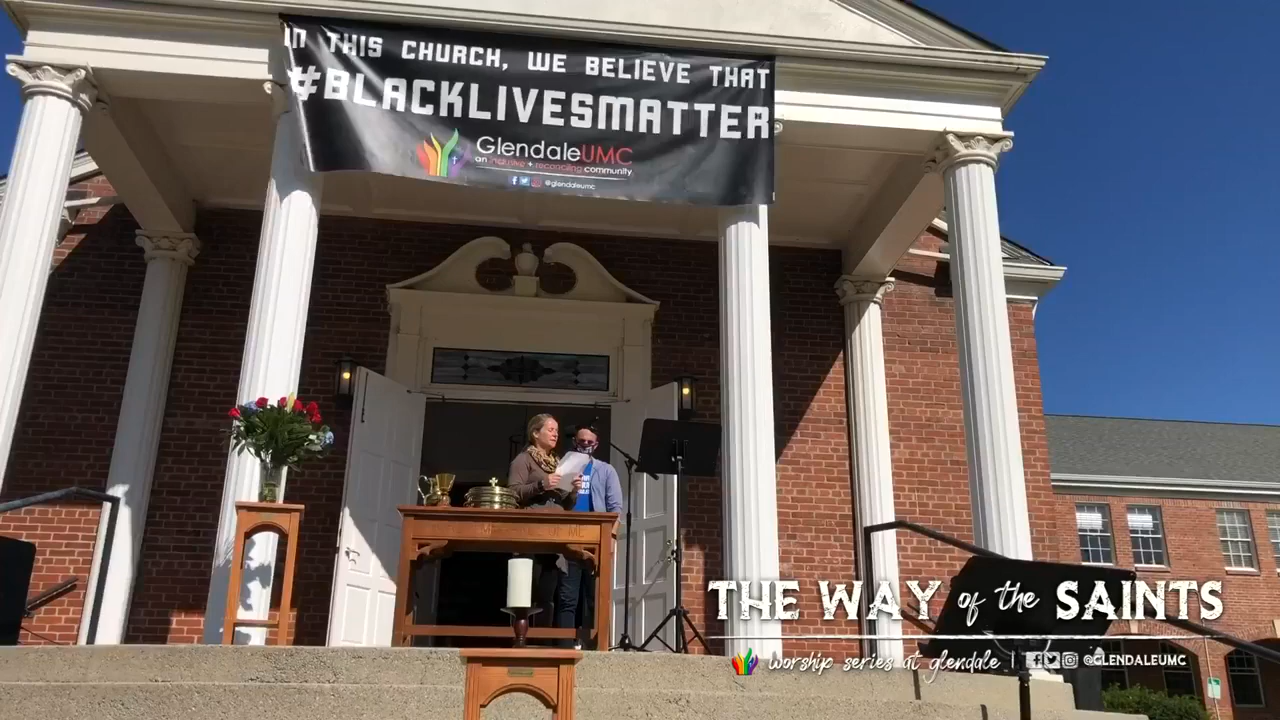 IN THIS CHURCH, WE BELIEVE THAT
#BLACKLIVESMATTER
GlendaleUMC
an inclusive + reconciling community
@glendaleumc
THE WAY of the SAINTS
worship series at glendale | @GLENDALEUMC